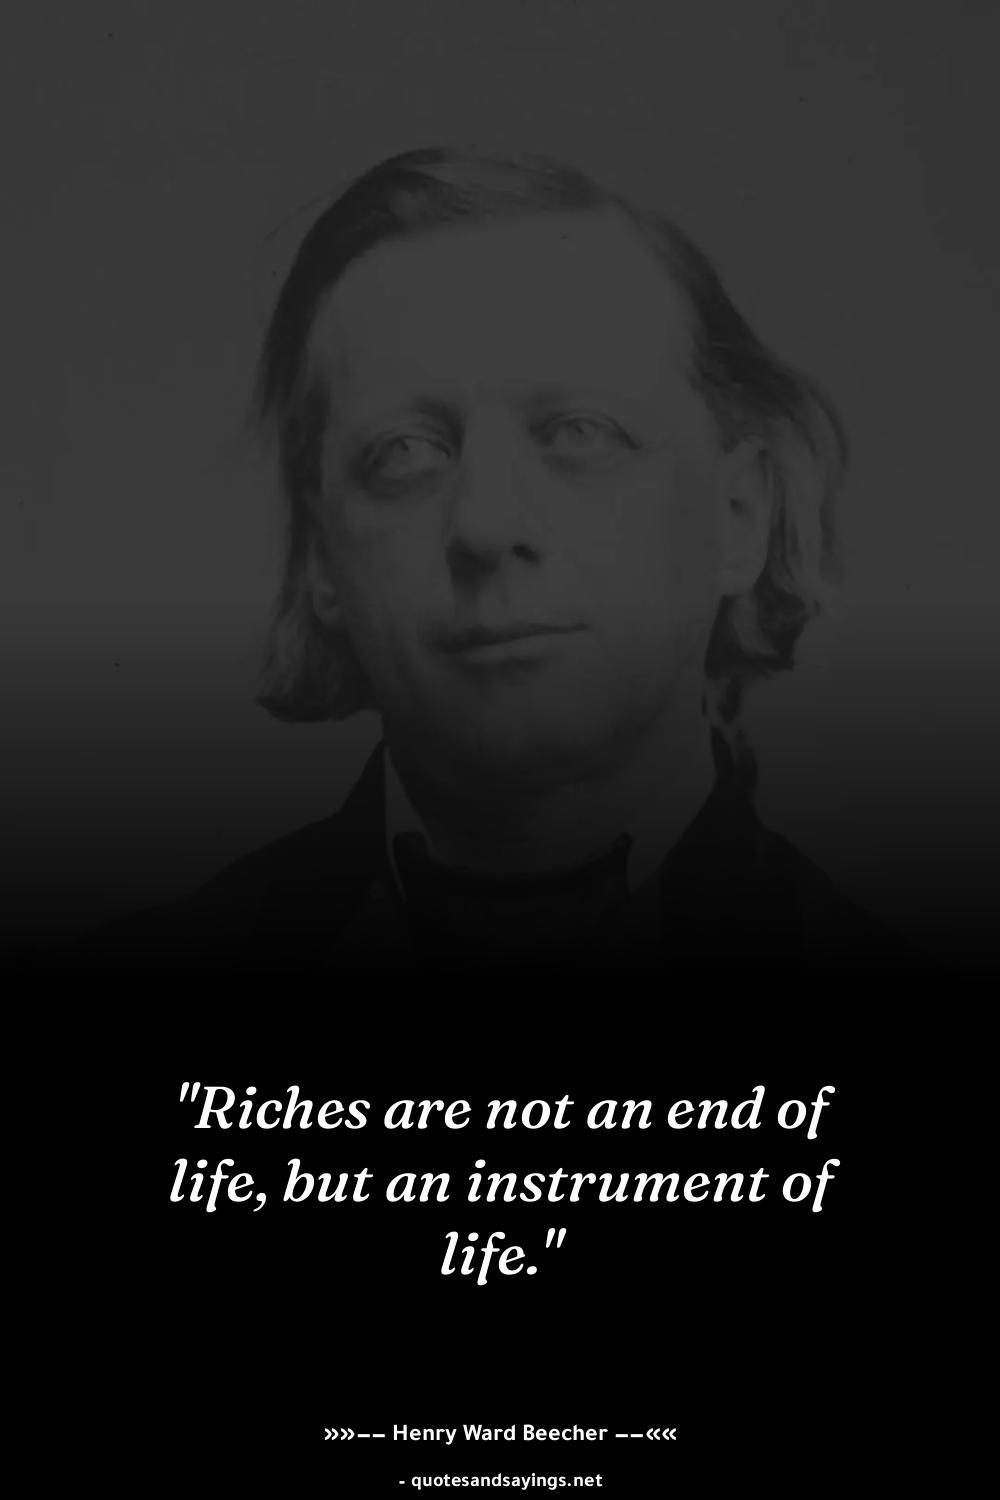 "Riches are not an end of
life, but an instrument of
life."
»»−− Henry Ward Beecher −−««
- quotesandsayings.net